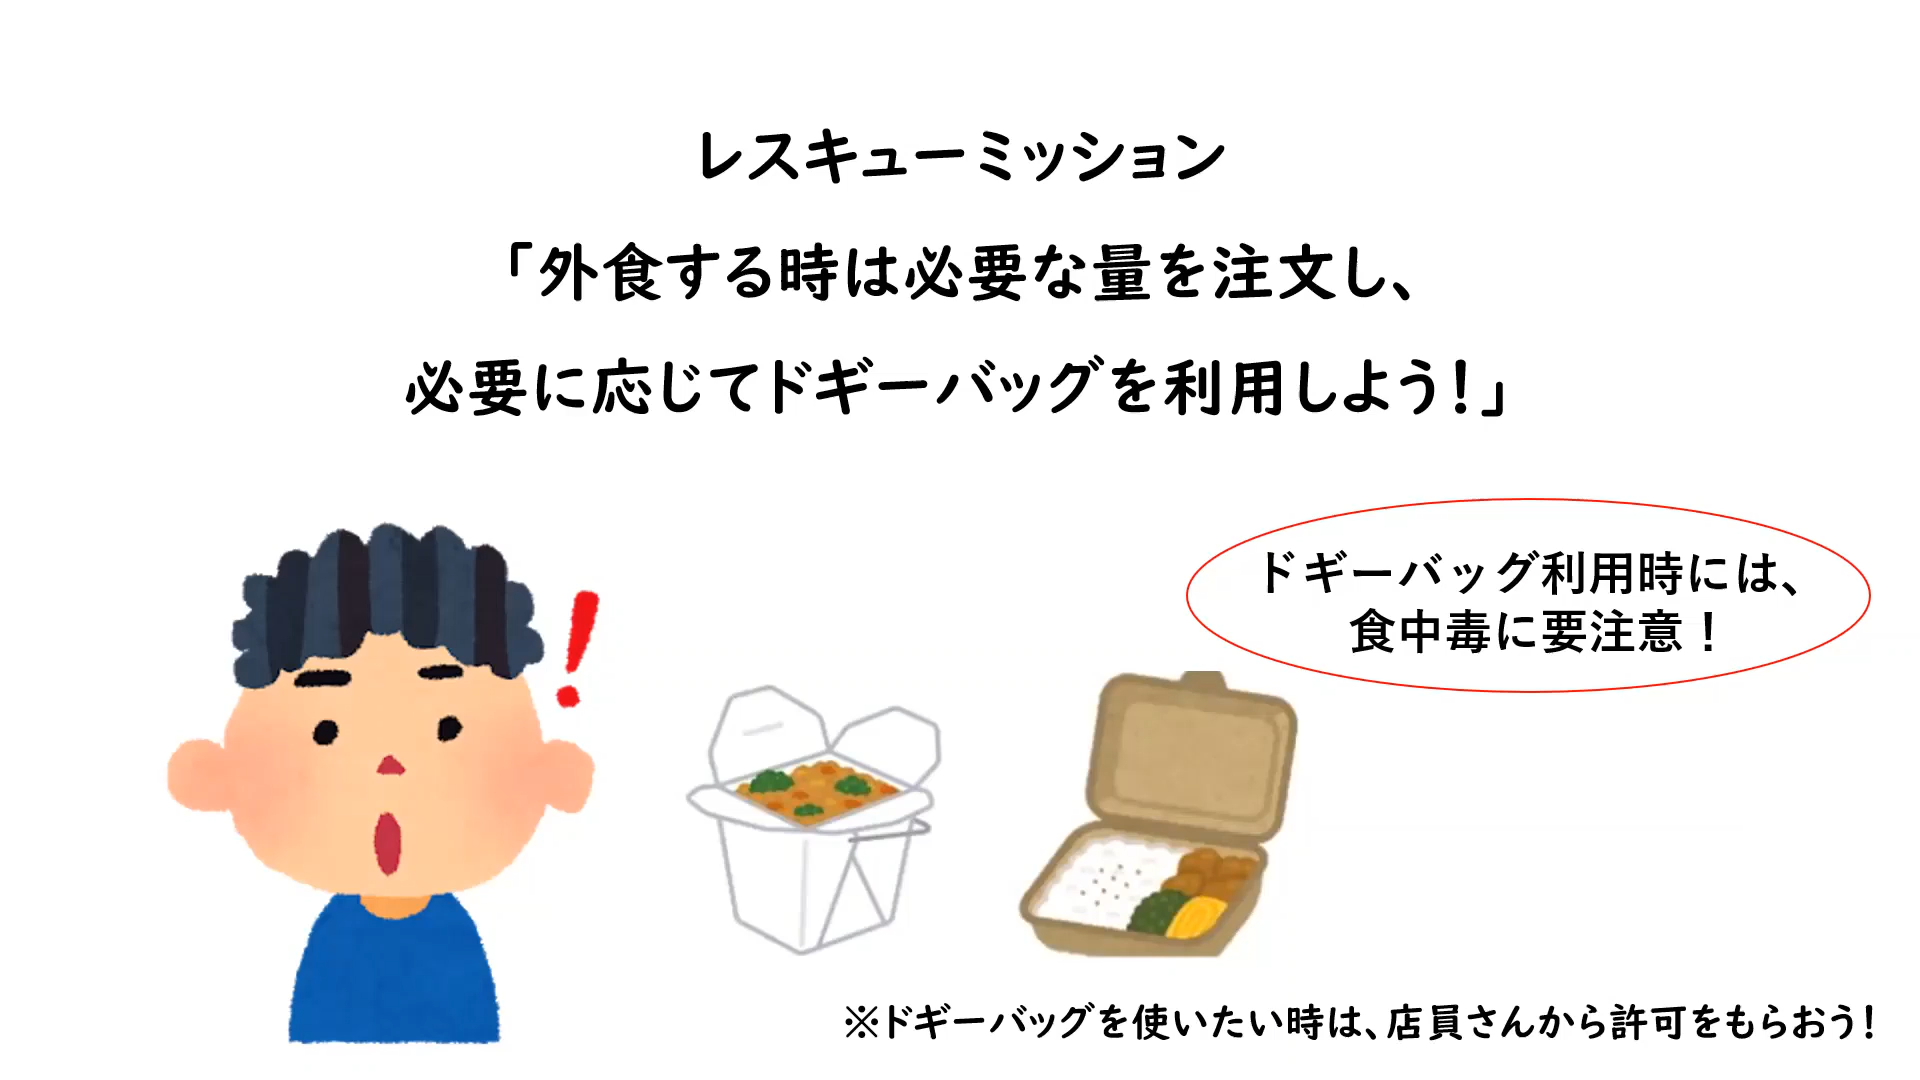 レスキューミッション
「外食する時は必要な量を注文し、
必要に応じてドギーバッグを利用しよう！」
ドギーバッグ利用時には、
食中毒に要注意！
※ドギーバッグを使いたい時は、店員さんから許可をもらおう！